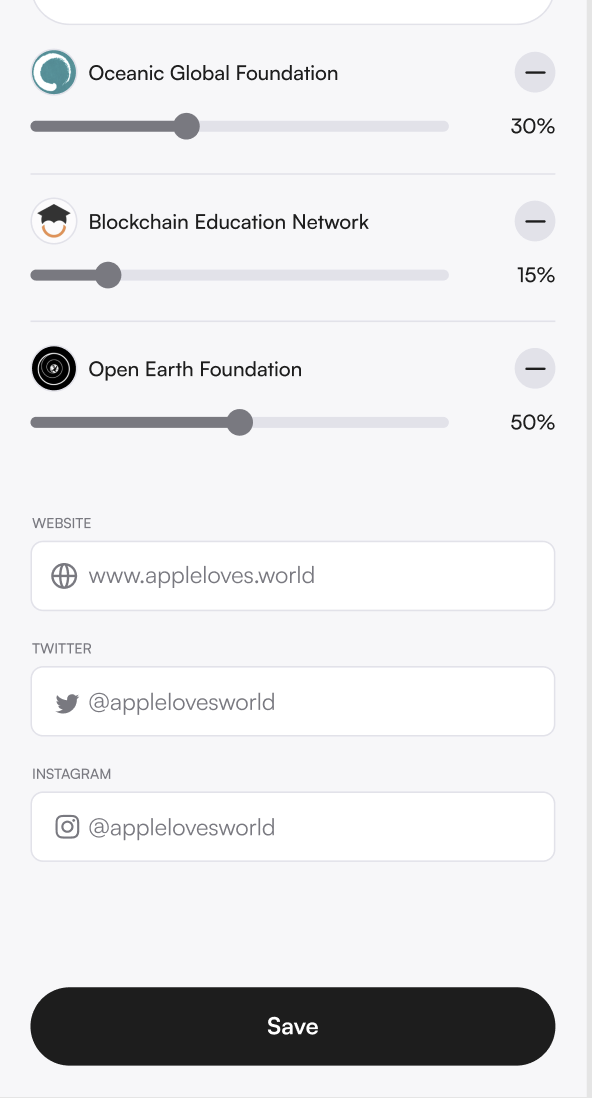 Oceanic Global Foundation
30%
Blockchain Education Network
15%
Open Earth Foundation
50%
WEBSITE
www.appleloves.world
TWITTER
@applelovesworld
INSTAGRAM
@applelovesworld
Save